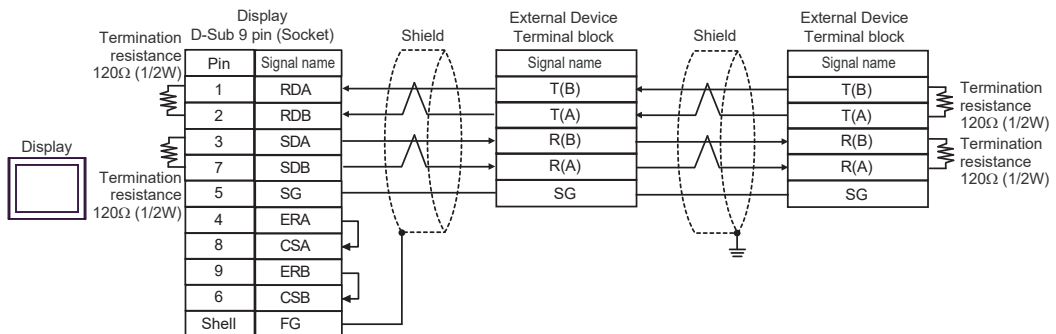 Display
D-Sub 9 pin (Socket)
Termination
resistance
120Ω (1/2W)
Pin Signal name
1 RDA
2 RDB
3 SDA
7 SDB
5 SG
4 ERA
8 CSA
9 ERB
6 CSB
Shell FG
Display
Termination
resistance
120Ω (1/2W)
Shield
External Device
Terminal block
Signal name
T(B)
T(A)
R(B)
R(A)
SG
Shield
External Device
Terminal block
Signal name
T(B)
T(A)
R(B)
R(A)
SG
Termination
resistance
120Ω (1/2W)
Termination
resistance
120Ω (1/2W)